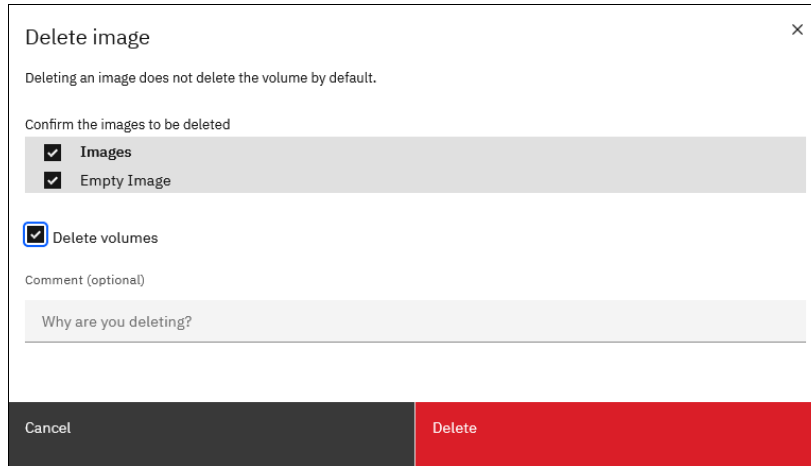 Delete image
Deleting an image does not delete the volume by default.
Confirm the images to be deleted
Images
Empty Image
Delete volumes
Comment (optional)
Why are you deleting?
Cancel
Delete